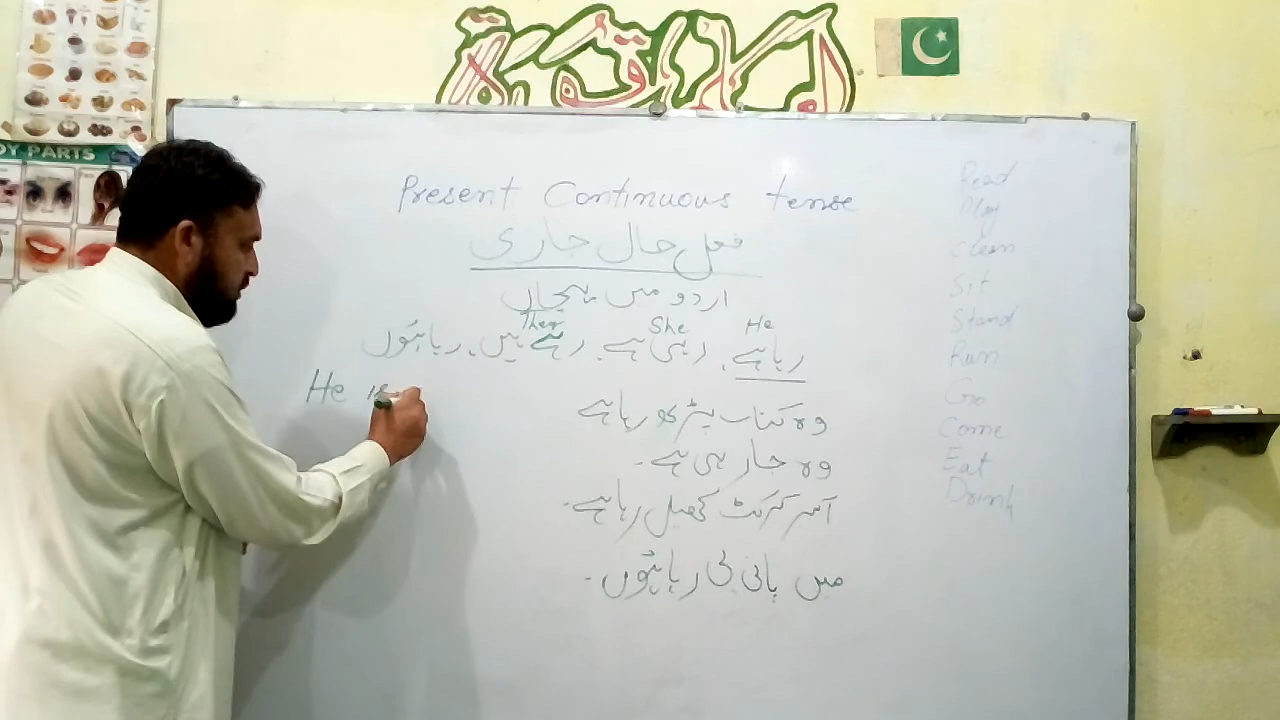 DY PARTS
Present Continuous tense
فعل حال جاری
اردو میں پہچان
He She They
رہا ہے، رہی ہے، رہے ہیں، رہا ہوں
He is
وہ کتاب پڑھ رہا ہے
وہ جا رہی ہے۔
کرکٹ کھیل رہا ہے۔
میں پانی پی رہا ہوں۔
Read
Play
Clean
Sit
Stand
Run
Go
Come
Eat
Drink